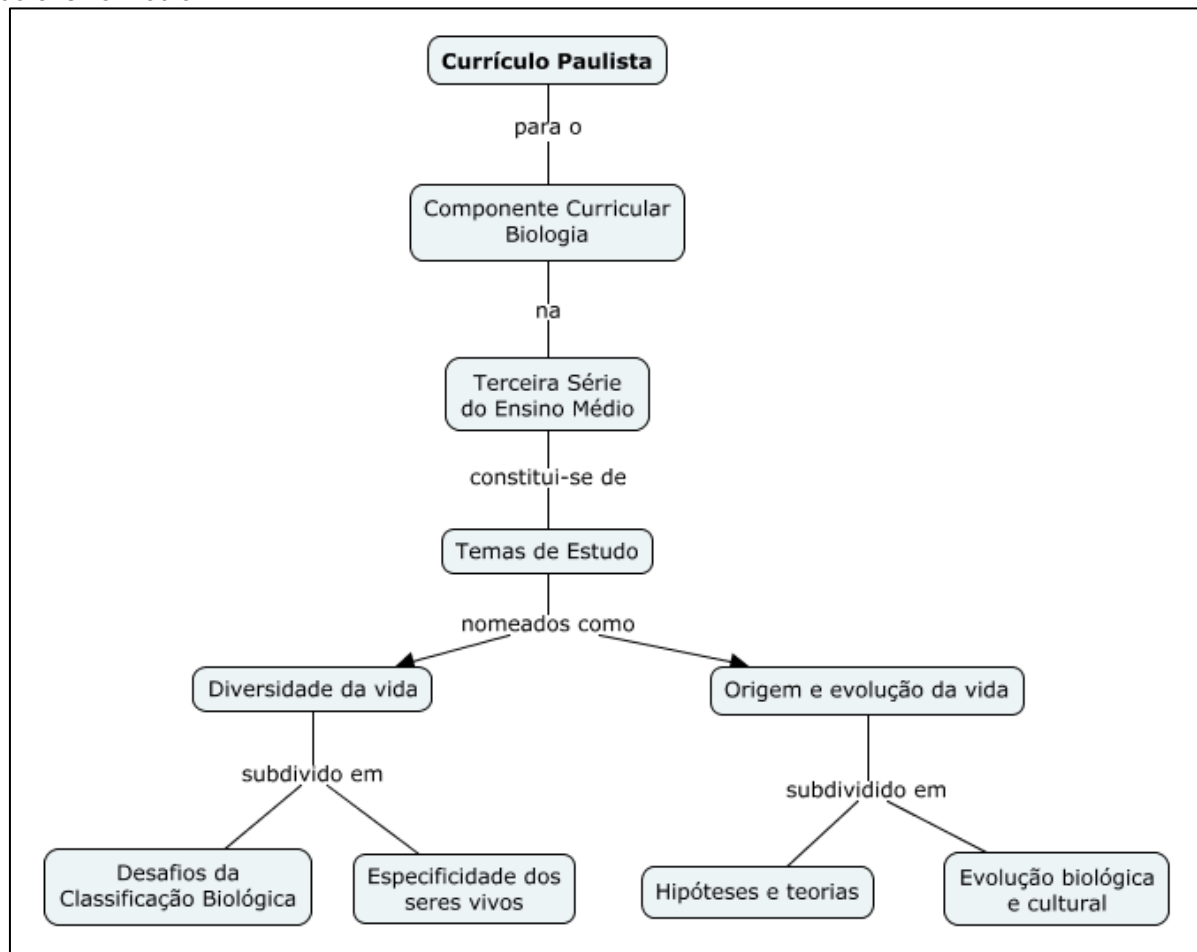 Currículo Paulista
para o
Componente Curricular
Biologia
na
Terceira Série
do Ensino Médio
constitui-se de
Temas de Estudo
nomeados como
Diversidade da vida
Origem e evolução da vida
subdivido em
subdividido em
Desafios da
Classificação Biológica
Especificidade dos
seres vivos
Hipóteses e teorias
Evolução biológica
e cultural